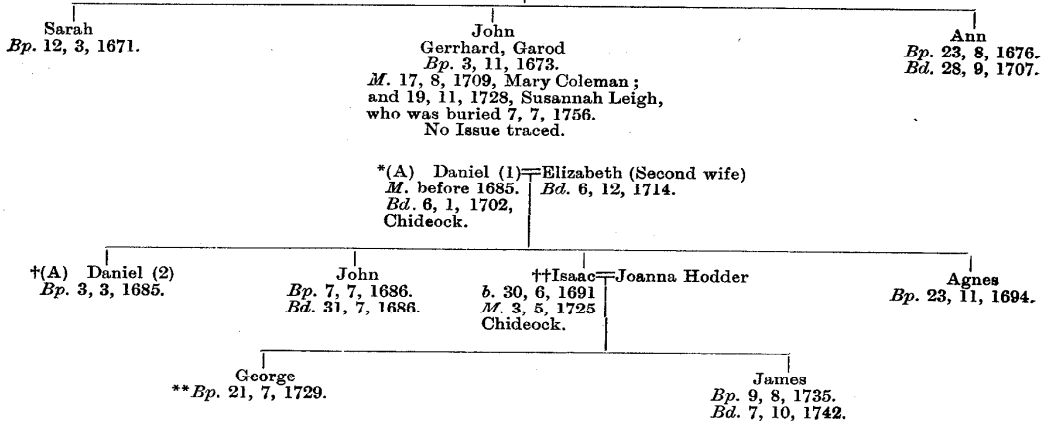 Sarah
Bp. 12, 3, 1671.
John
Gerrhard, Garod
Bp. 3, 11, 1673.
M. 17, 8, 1709, Mary Coleman ;
and 19, 11, 1728, Susannah Leigh,
who was buried 7, 7, 1756.
No Issue traced.
Ann
Bp. 23, 8, 1676.
Bd. 28, 9, 1707.
*(A) Daniel (1)
M. before 1685.
Bd. 6, 1, 1702,
Chideock.
Elizabeth (Second wife)
Bd. 6, 12, 1714.
†(A) Daniel (2)
Bp. 3, 3, 1685.
John
Bp. 7, 7, 1686.
Bd. 31, 7, 1686.
††Isaac
b. 30, 6, 1691
M. 3, 5, 1725
Chideock.
Joanna Hodder
Agnes
Bp. 23, 11, 1694.
George
**Bp. 21, 7, 1729.
James
Bp. 9, 8, 1735.
Bd. 7, 10, 1742.